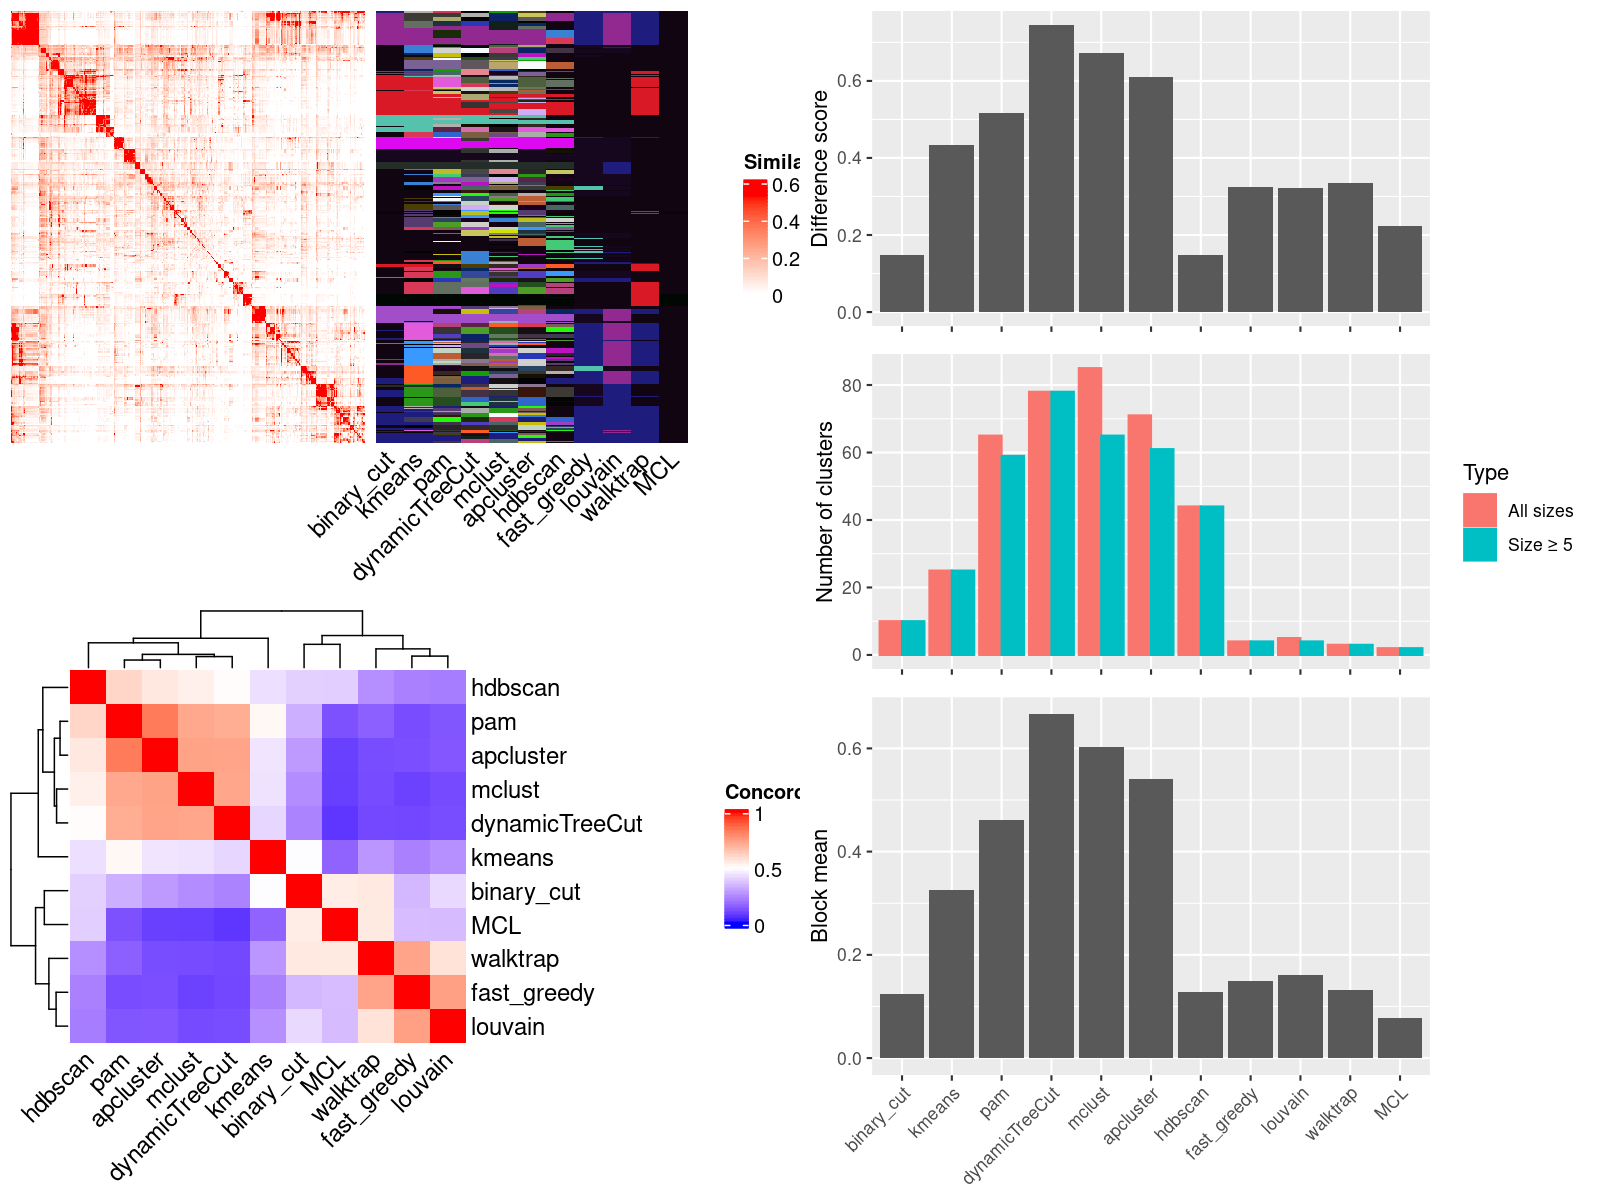 Simila
0.6
0.4
0.2
0
binary_cut
kmeans
pam
dynamicTreeCut
mclust
apcluster
hdbscan
fast_greedy
louvain
walktrap
MCL
hdbscan
pam
apcluster
mclust
dynamicTreeCut
kmeans
binary_cut
MCL
walktrap
fast_greedy
louvain
hdbscan
pam
apcluster
mclust
dynamicTreeCut
kmeans
binary_cut
MCL
walktrap
fast_greedy
louvain
Concord
1
0.5
0
Difference score
0.6
0.4
0.2
0.0
Number of clusters
80
60
40
20
0
Type
All sizes
Size ≥ 5
Block mean
0.6
0.4
0.2
0.0
binary_cut
kmeans
pam
dynamicTreeCut
mclust
apcluster
hdbscan
fast_greedy
louvain
walktrap
MCL